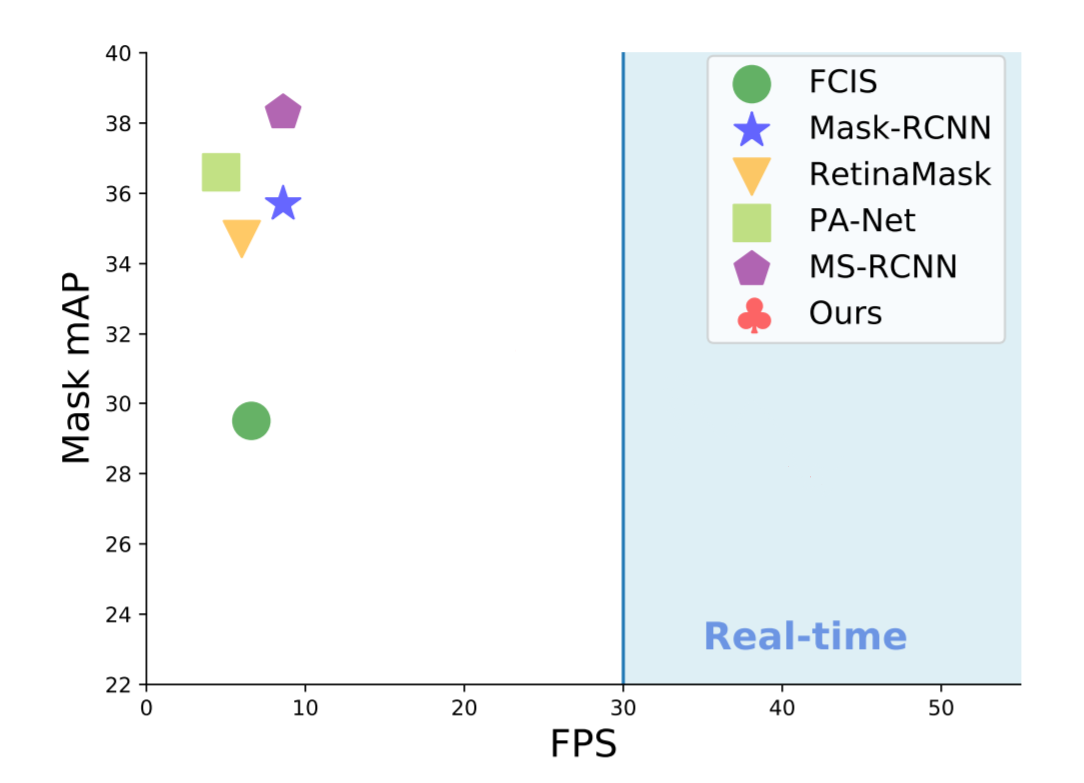 40
38
36
34
32
30
28
26
24
22
Mask mAP
0 10 20 30 40 50
FPS
FCIS
Mask-RCNN
RetinaMask
PA-Net
MS-RCNN
Ours
Real-time